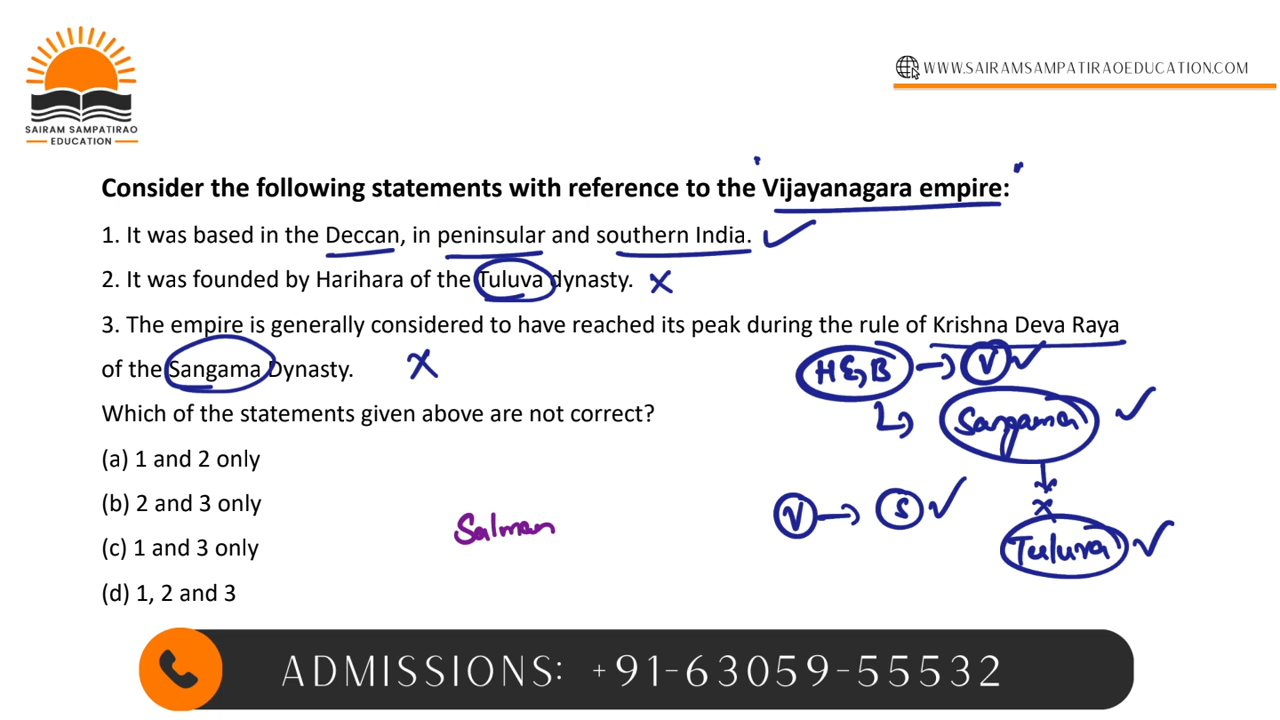 SAIRAM SAMPATIRAO
EDUCATION
WWW.SAIRAMSAMPATIRAOEDUCATION.COM
Consider the following statements with reference to the Vijayanagara empire:
1. It was based in the Deccan, in peninsular and southern India.
2. It was founded by Harihara of the Tuluva dynasty. x
3. The empire is generally considered to have reached its peak during the rule of Krishna Deva Raya
of the Sangama Dynasty. x
H & B → V
Sangama
Which of the statements given above are not correct?
(a) 1 and 2 only
(b) 2 and 3 only
V → S
x
(c) 1 and 3 only
Salman
Tuluva
(d) 1, 2 and 3
ADMISSIONS: +91-63059-55532